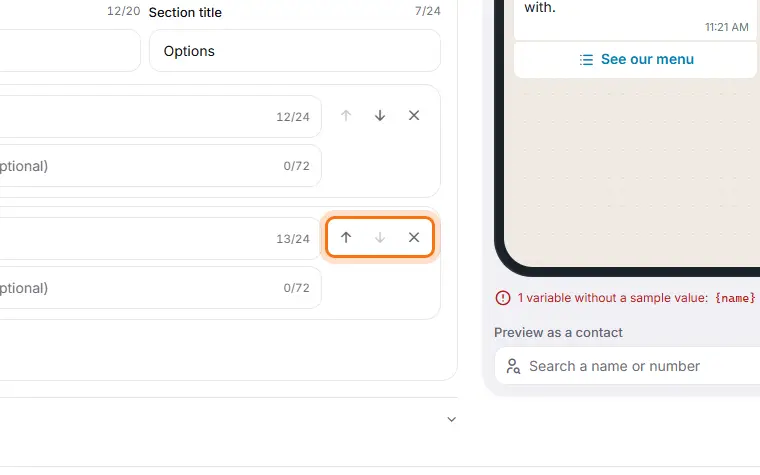 12/20 Section title 7/24
Options
12/24
ptional) 0/72
13/24
ptional) 0/72
with.
11:21 AM
See our menu
1 variable without a sample value: {name}
Preview as a contact
Search a name or number